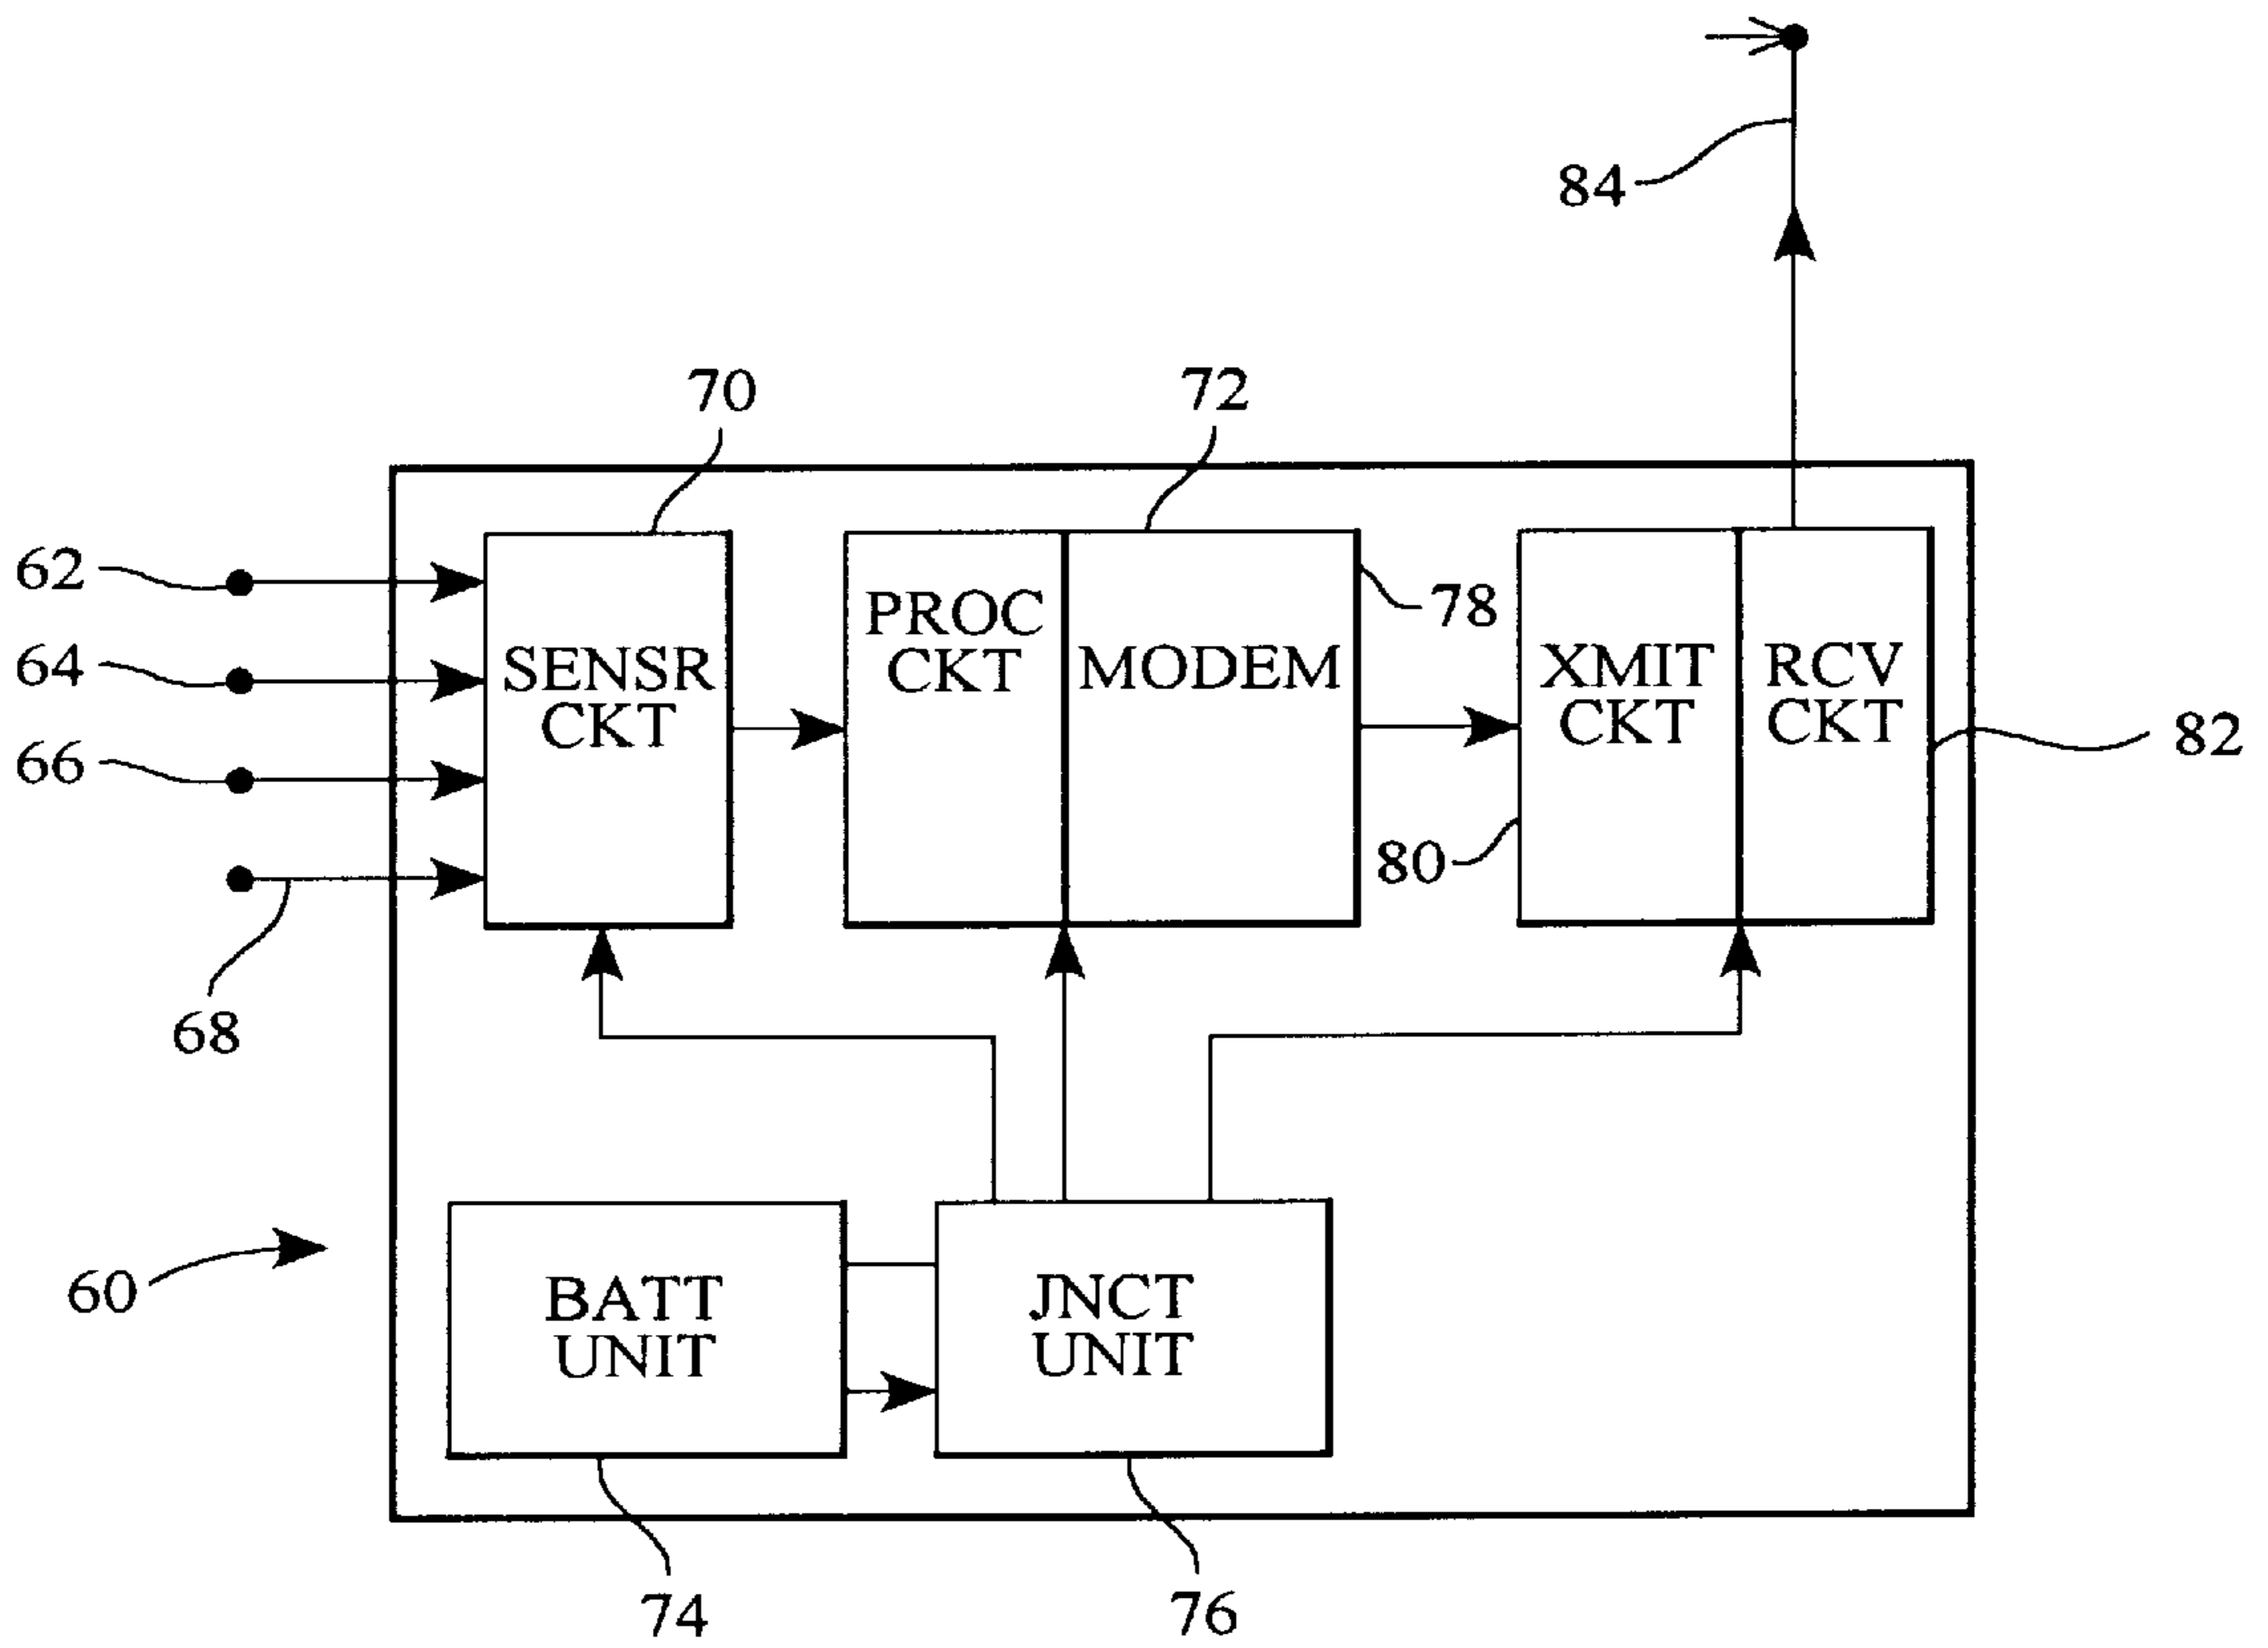 84
70
72
62
64
66
68
SENSR
CKT
PROC
CKT
MODEM
78
XMIT
CKT
RCV
CKT
80
82
60
BATT
UNIT
JNCT
UNIT
74
76